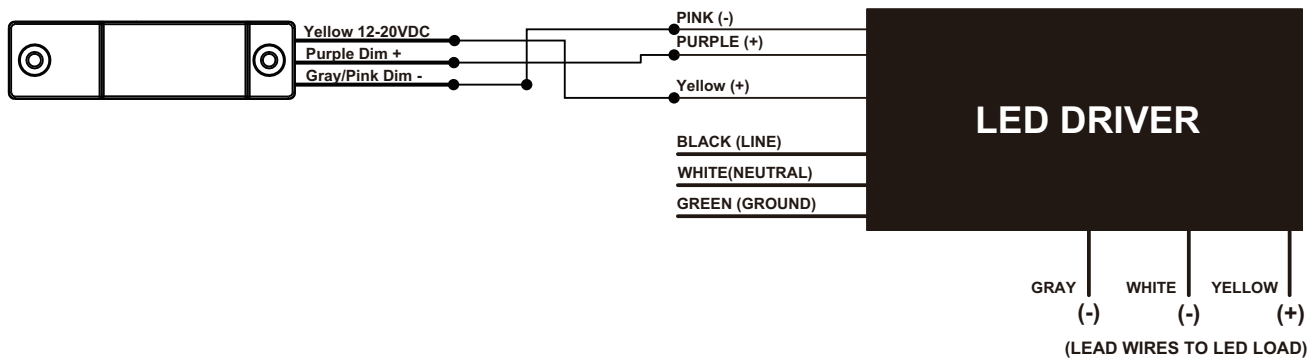 Yellow 12-20VDC
Purple Dim +
Gray/Pink Dim -
PINK (-)
PURPLE (+)
Yellow (+)
BLACK (LINE)
WHITE(NEUTRAL)
GREEN (GROUND)
LED DRIVER
GRAY WHITE YELLOW
(-) (-) (+)
(LEAD WIRES TO LED LOAD)